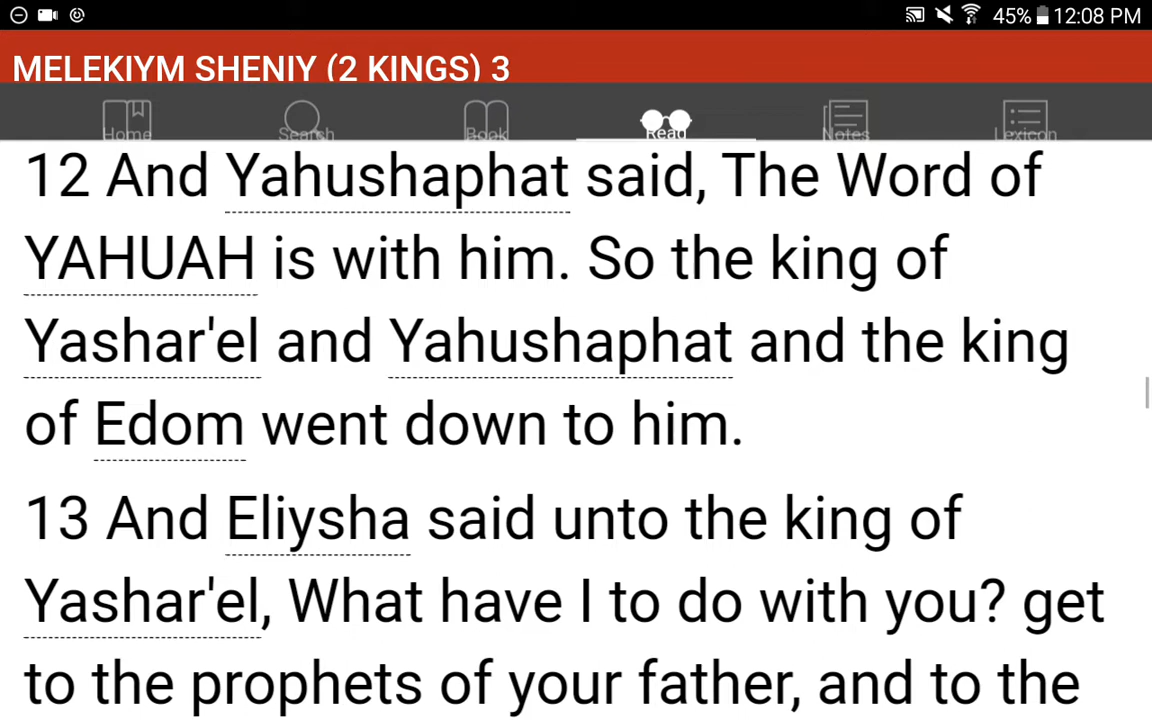 45% 12:08 PM
MELEKIYM SHENIY (2 KINGS) 3
Home Search Book Read Notes Lexicon
12 And Yahushaphat said, The Word of
YAHUAH is with him. So the king of
Yashar'el and Yahushaphat and the king
of Edom went down to him.
13 And Eliysha said unto the king of
Yashar'el, What have I to do with you? get
to the prophets of your father, and to the